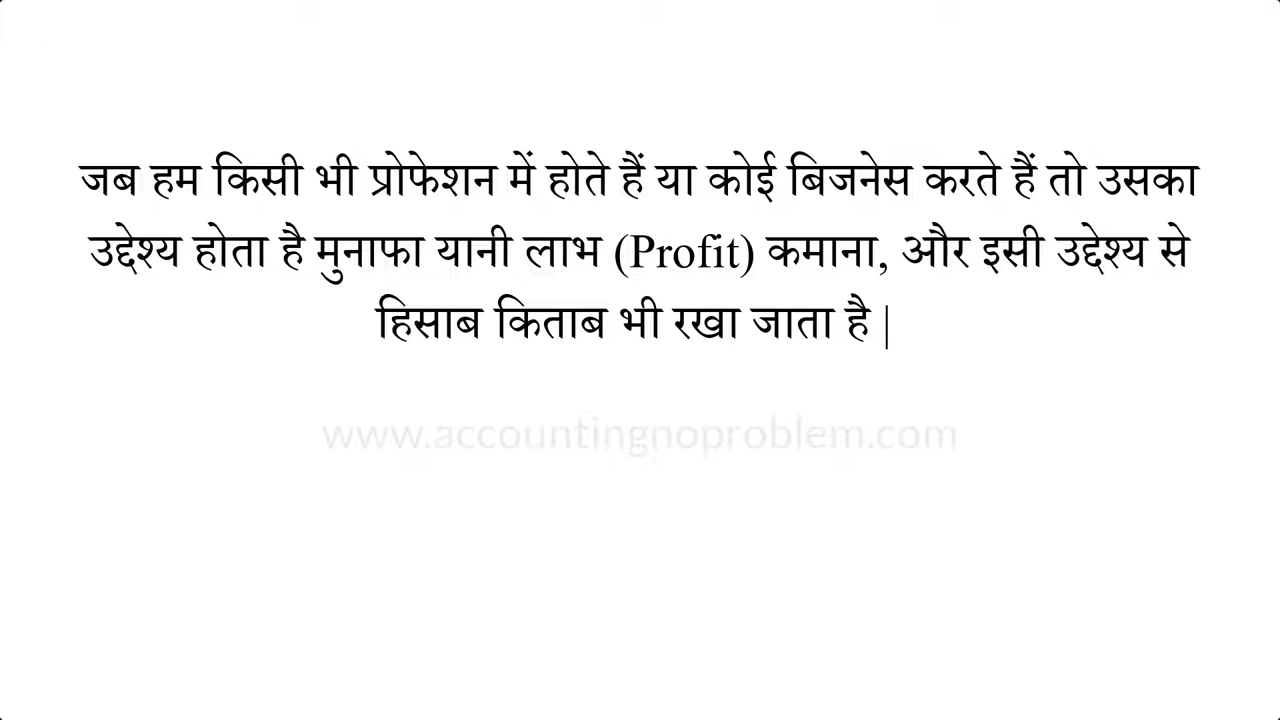 जब हम किसी भी प्रोफेशन में होते हैं या कोई बिजनेस करते हैं तो उसका
उद्देश्य होता है मुनाफा यानी लाभ (Profit) कमाना, और इसी उद्देश्य से
हिसाब किताब भी रखा जाता है |
www.accountingnoproblem.com